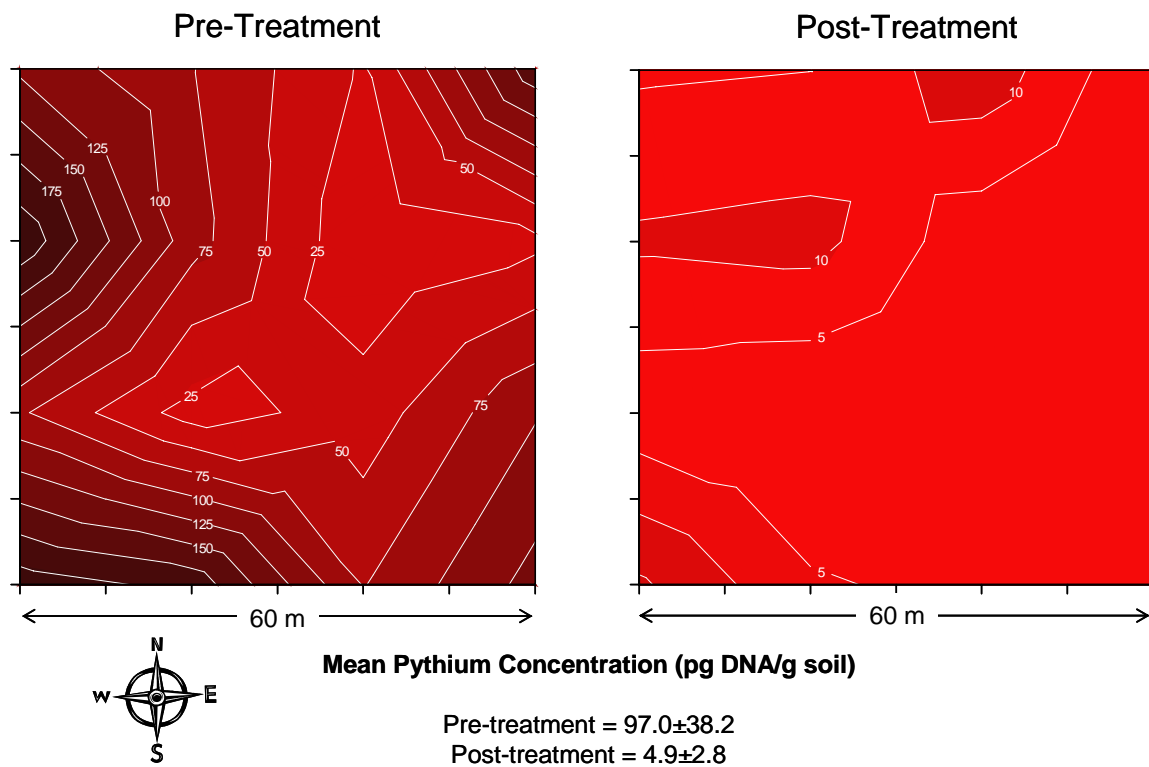 Pre-Treatment
Post-Treatment
125
150
175
100
75
50
25
50
25
75
50
75
100
125
150
10
10
5
5
60 m
60 m
N
W
E
S
Mean Pythium Concentration (pg DNA/g soil)
Pre-treatment = 97.0±38.2
Post-treatment = 4.9±2.8